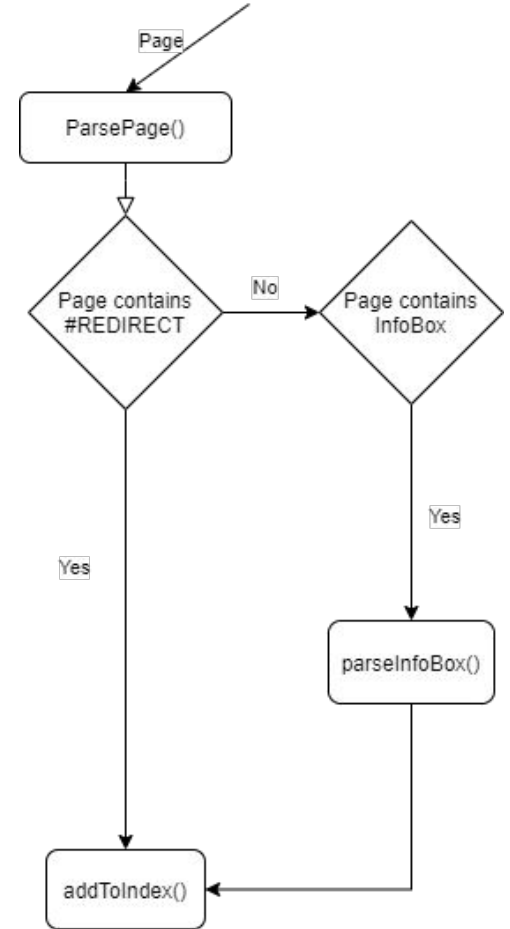 Page
ParsePage()
No
Page contains
#REDIRECT
Page contains
InfoBox
Yes
Yes
parseInfoBox()
addToIndex()